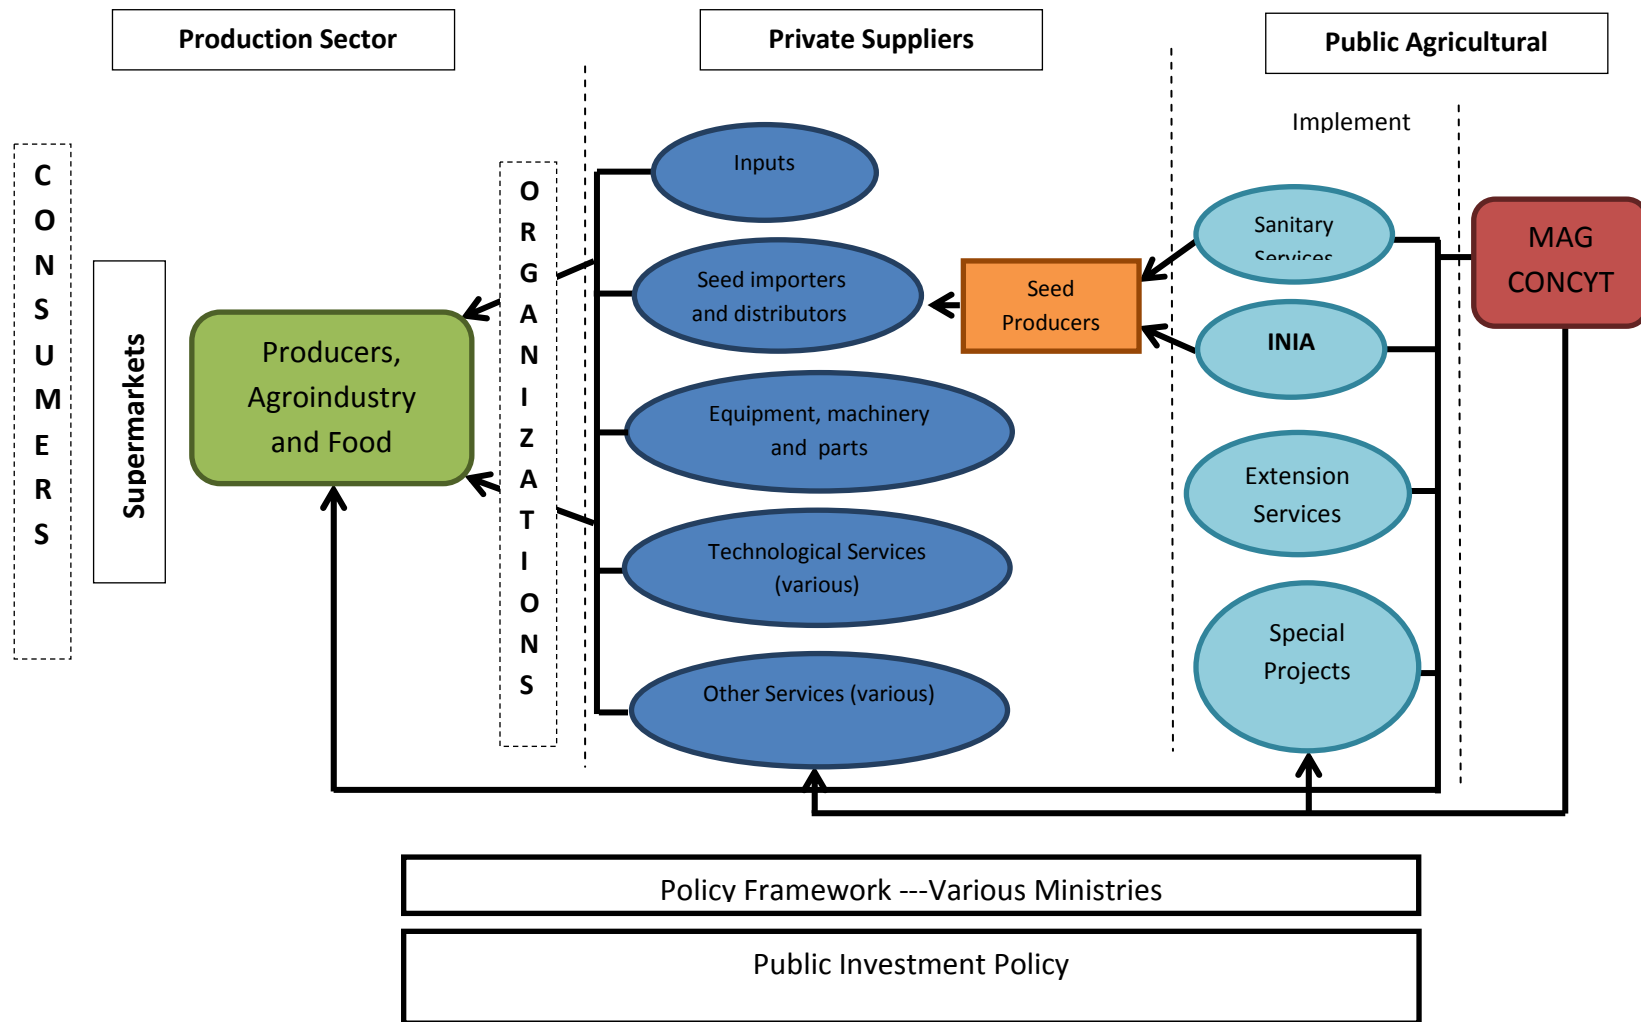 Production Sector
Private Suppliers
Public Agricultural
Implement
CONSUMERS
Supermarkets
Producers,
Agroindustry
and Food
ORGANIZATIONS
Inputs
Seed importers
and distributors
Equipment, machinery
and parts
Technological Services
(various)
Other Services (various)
Seed
Producers
Sanitary
Services
INIA
Extension
Services
Special
Projects
MAG
CONCYT
Policy Framework ---Various Ministries
Public Investment Policy